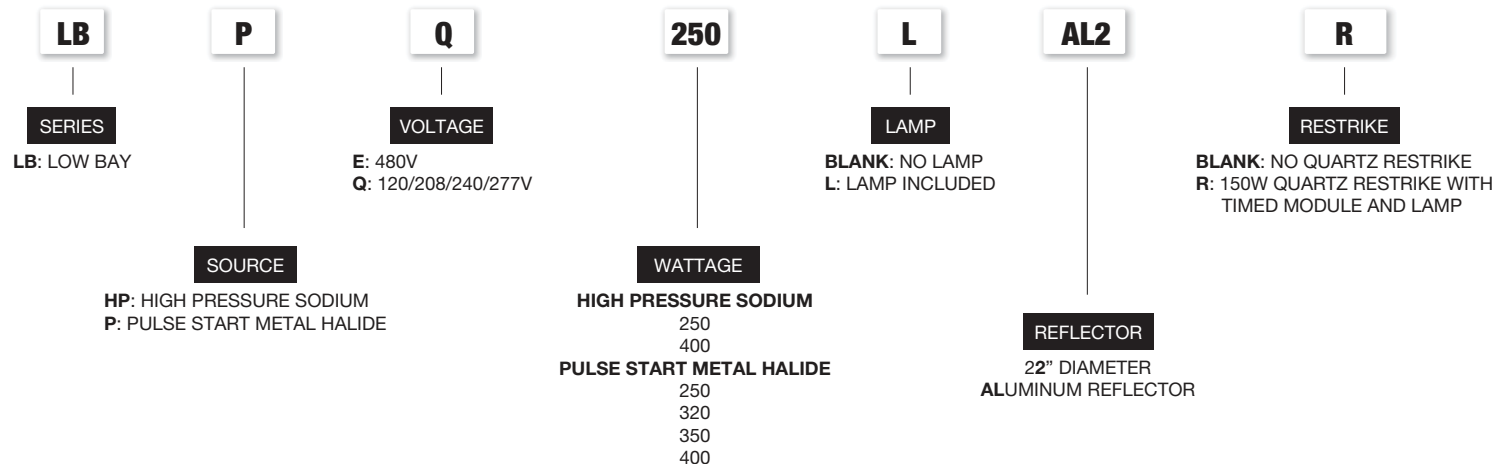 LB P Q 250 L AL2 R
SERIES
LB: LOW BAY
SOURCE
HP: HIGH PRESSURE SODIUM
P: PULSE START METAL HALIDE
VOLTAGE
E: 480V
Q: 120/208/240/277V
WATTAGE
HIGH PRESSURE SODIUM
250
400
PULSE START METAL HALIDE
250
320
350
400
LAMP
BLANK: NO LAMP
L: LAMP INCLUDED
REFLECTOR
22” DIAMETER
ALUMINUM REFLECTOR
RESTRIKE
BLANK: NO QUARTZ RESTRIKE
R: 150W QUARTZ RESTRIKE WITH
TIMED MODULE AND LAMP